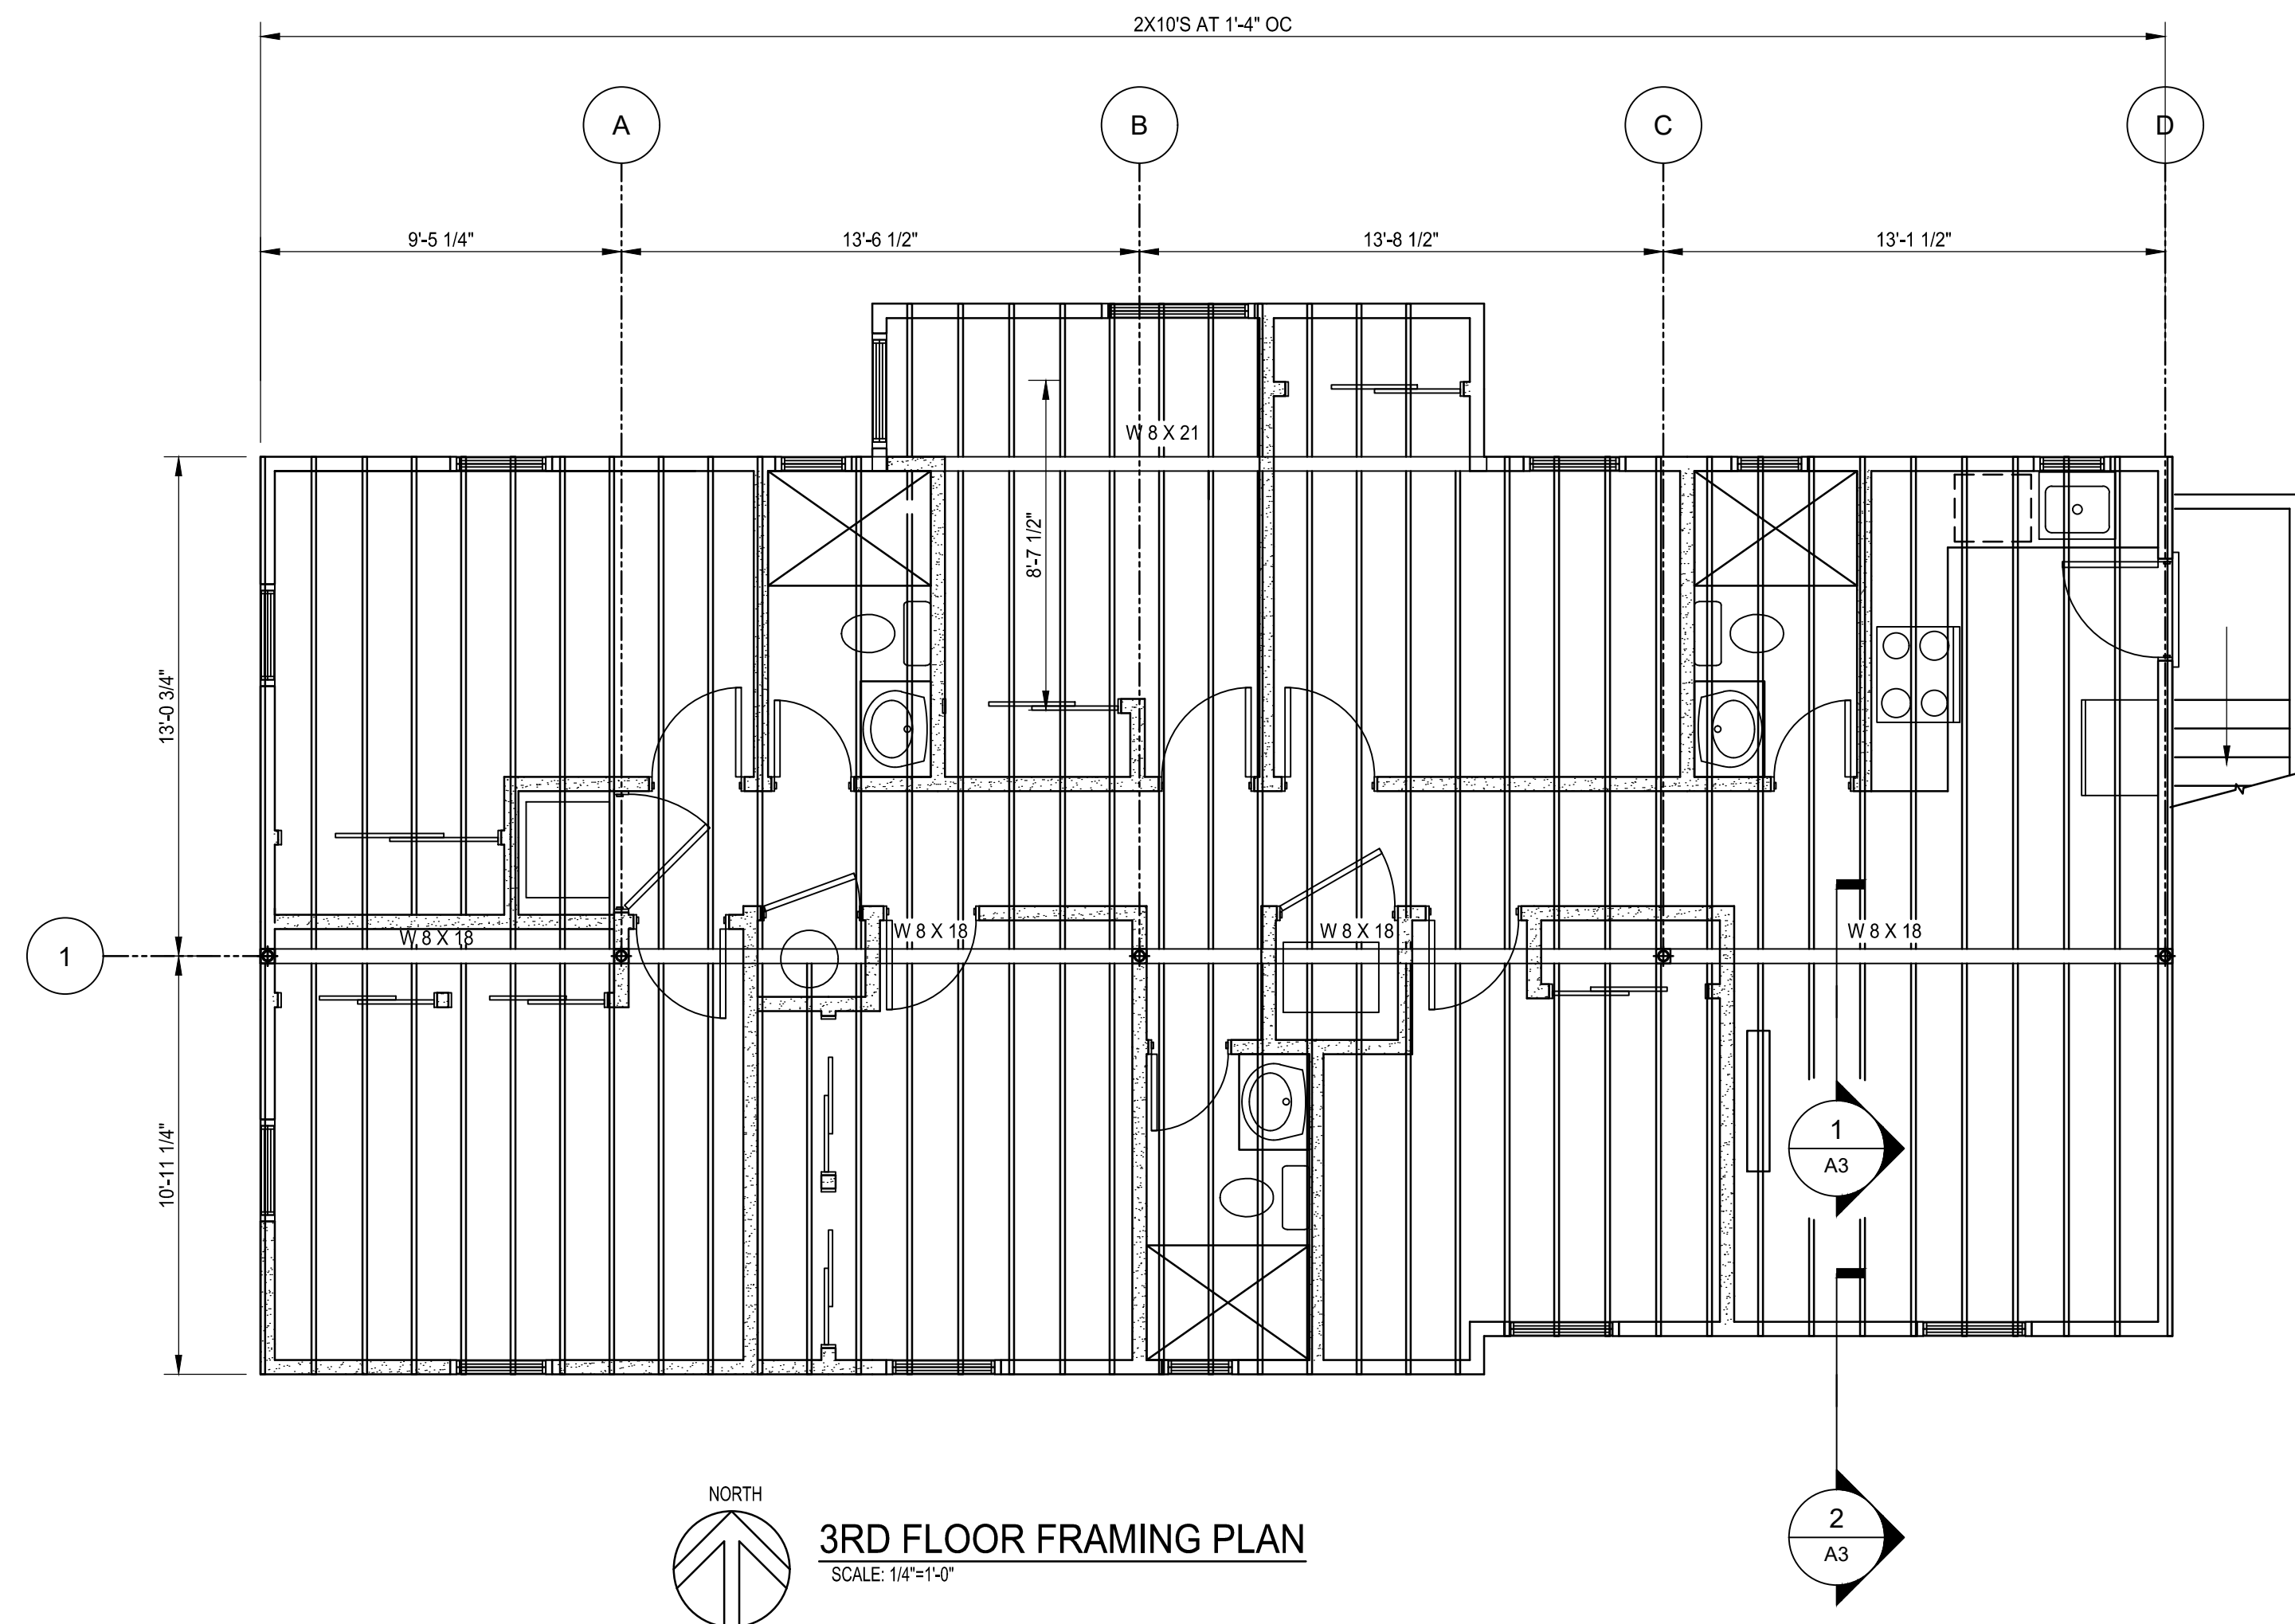 2X10'S AT 1'-4" OC
A
B
C
D
9'-5 1/4"
13'-6 1/2"
13'-8 1/2"
13'-1 1/2"
W 8 X 21
8'-7 1/2"
13'-0 3/4"
1
W 8 X 18
W 8 X 18
W 8 X 18
W 8 X 18
10'-11 1/4"
1
A3
NORTH
3RD FLOOR FRAMING PLAN
SCALE: 1/4"=1'-0"
2
A3